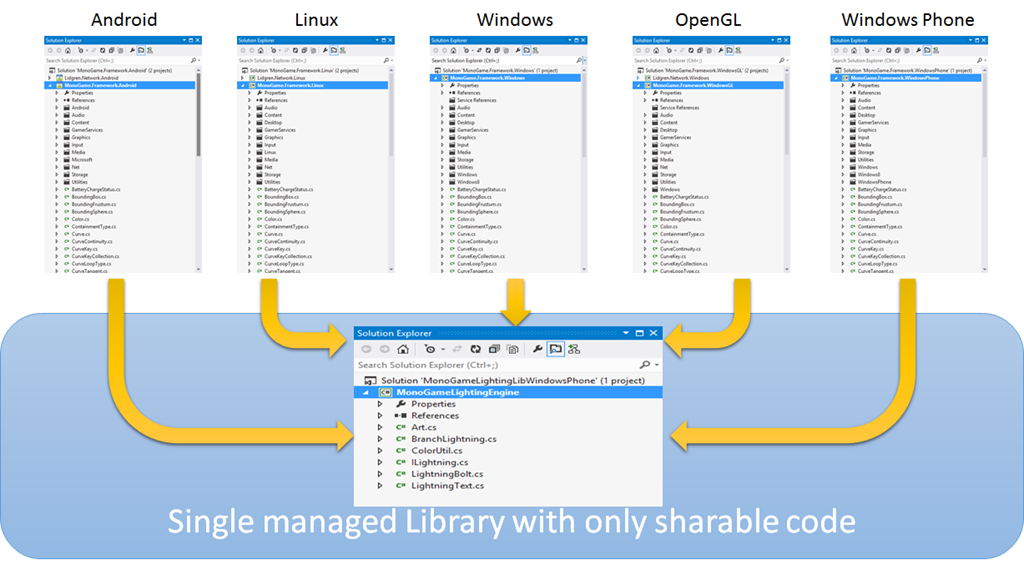 Android
Linux
Windows
OpenGL
Windows Phone
Solution Explorer
Search Solution Explorer (Ctrl+;)
Solution 'MonoGame.Framework.Android' (2 projects)
Lidgren.Network.Android
MonoGame.Framework.Android
Properties
References
Android
Audio
Content
GamerServices
Graphics
Input
Media
Microsoft
Net
Storage
Utilities
BatteryChargeStatus.cs
BoundingBox.cs
BoundingFrustum.cs
BoundingSphere.cs
Color.cs
ContainmentType.cs
Curve.cs
CurveContinuity.cs
CurveKey.cs
CurveKeyCollection.cs
CurveLoopType.cs
CurveTangent.cs
Solution Explorer
Search Solution Explorer (Ctrl+;)
Solution 'MonoGame.Framework.Linux' (2 projects)
Lidgren.Network.Linux
MonoGame.Framework.Linux
Properties
References
Audio
Content
Desktop
GamerServices
Graphics
Input
Linux
Media
Net
Storage
Utilities
BatteryChargeStatus.cs
BoundingBox.cs
BoundingFrustum.cs
BoundingSphere.cs
Color.cs
ContainmentType.cs
Curve.cs
CurveContinuity.cs
CurveKey.cs
CurveKeyCollection.cs
CurveLoopType.cs
CurveTangent.cs
Solution Explorer
Search Solution Explorer (Ctrl+;)
Solution 'MonoGame.Framework.Windows' (1 project)
MonoGame.Framework.Windows
Properties
References
Service References
Audio
Content
Desktop
GamerServices
Graphics
Input
Media
Storage
Utilities
Windows
Windows8
BatteryChargeStatus.cs
BoundingBox.cs
BoundingFrustum.cs
BoundingSphere.cs
Color.cs
ContainmentType.cs
Curve.cs
CurveContinuity.cs
CurveKey.cs
CurveKeyCollection.cs
CurveLoopType.cs
CurveTangent.cs
Solution Explorer
Search Solution Explorer (Ctrl+;)
Solution 'MonoGame.Framework.WindowsGL' (2 projects)
Lidgren.Network.Windows
MonoGame.Framework.WindowsGL
Properties
References
Service References
Audio
Content
Desktop
GamerServices
Graphics
Input
Media
Net
Storage
Utilities
Windows
BatteryChargeStatus.cs
BoundingBox.cs
BoundingFrustum.cs
BoundingSphere.cs
Color.cs
ContainmentType.cs
Curve.cs
CurveContinuity.cs
CurveKey.cs
CurveKeyCollection.cs
CurveLoopType.cs
Solution Explorer
Search Solution Explorer (Ctrl+;)
Solution 'MonoGame.Framework.WindowsPhone' (1 project)
MonoGame.Framework.WindowsPhone
Properties
References
Audio
Content
Desktop
GamerServices
Graphics
Input
Media
Storage
Utilities
Windows
Windows8
WindowsPhone
BatteryChargeStatus.cs
BoundingBox.cs
BoundingFrustum.cs
BoundingSphere.cs
Color.cs
ContainmentType.cs
Curve.cs
CurveContinuity.cs
CurveKey.cs
CurveKeyCollection.cs
CurveLoopType.cs
CurveTangent.cs
Solution Explorer
Search Solution Explorer (Ctrl+;)
Solution 'MonoGameLightingLibWindowsPhone' (1 project)
MonoGameLightingEngine
Properties
References
Art.cs
BranchLightning.cs
ColorUtil.cs
ILightning.cs
LightningBolt.cs
LightningText.cs
Single managed Library with only sharable code